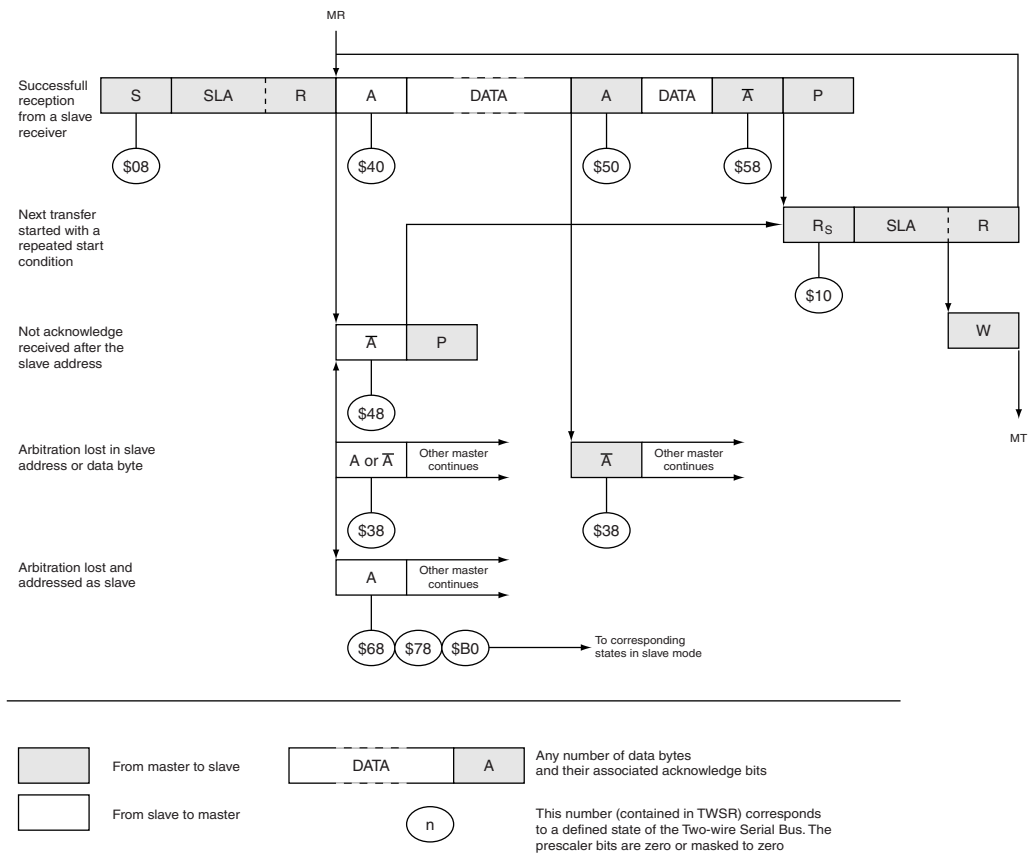 MR
Successfull
reception
from a slave
receiver
S SLA R A DATA A DATA A̅ P
$08 $40 $50 $58
Next transfer
started with a
repeated start
condition
RS SLA R
$10
Not acknowledge
received after the
slave address
A̅ P
W
$48
MT
Arbitration lost in slave
address or data byte
A or A̅
Other master
continues
A̅
Other master
continues
$38 $38
Arbitration lost and
addressed as slave
A
Other master
continues
$68 $78 $B0
To corresponding
states in slave mode
From master to slave
DATA A
Any number of data bytes
and their associated acknowledge bits
From slave to master
n
This number (contained in TWSR) corresponds
to a defined state of the Two-wire Serial Bus. The
prescaler bits are zero or masked to zero